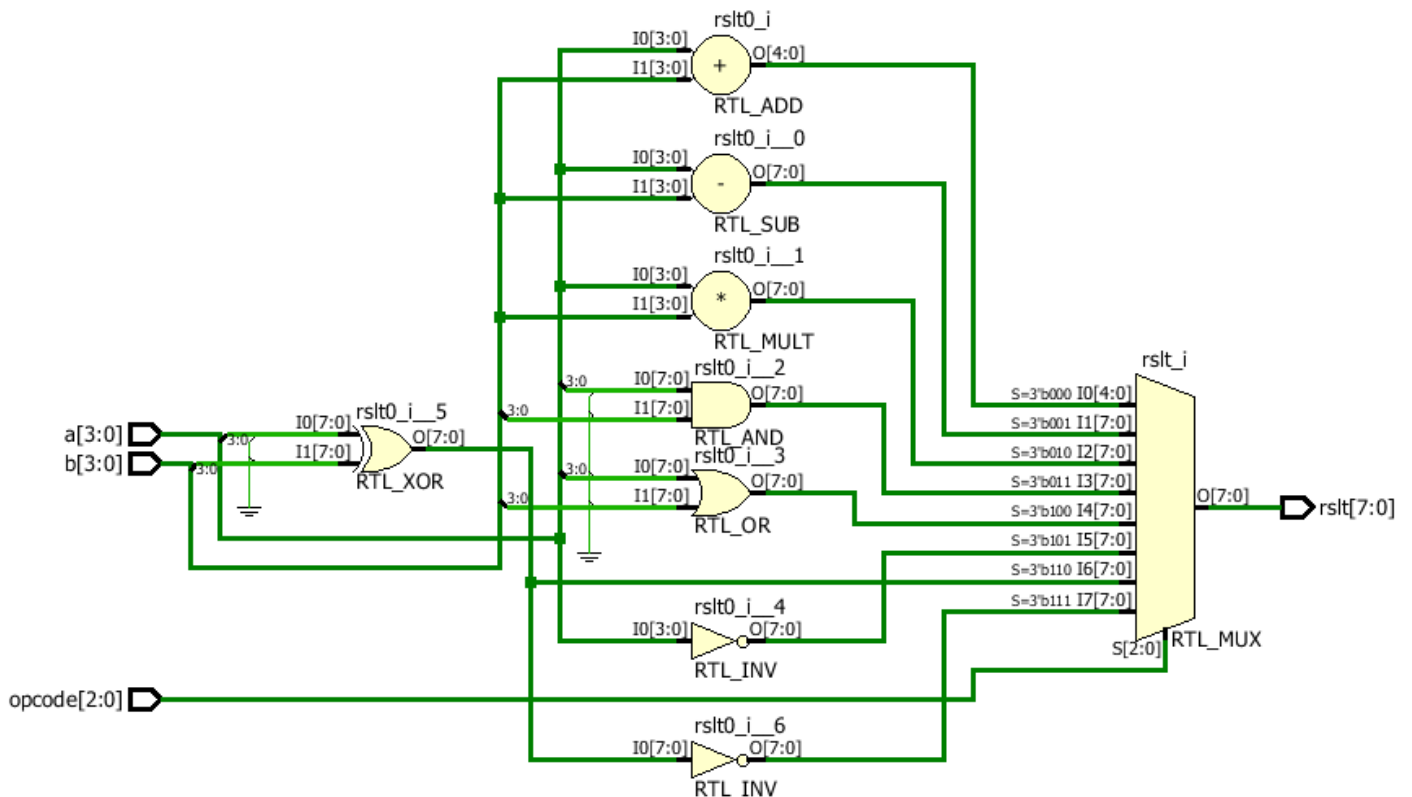 rslt0_i
I0[3:0]
I1[3:0]
+
O[4:0]
RTL_ADD
rslt0_i__0
I0[3:0]
I1[3:0]
-
O[7:0]
RTL_SUB
rslt0_i__1
I0[3:0]
I1[3:0]
*
O[7:0]
RTL_MULT
rslt0_i__2
3:0
I0[7:0]
3:0
I1[7:0]
O[7:0]
RTL_AND
rslt0_i__3
3:0
I0[7:0]
3:0
I1[7:0]
O[7:0]
RTL_OR
a[3:0]
b[3:0]
3:0
3:0
rslt0_i__5
I0[7:0]
I1[7:0]
O[7:0]
RTL_XOR
rslt0_i__4
I0[3:0]
O[7:0]
RTL_INV
opcode[2:0]
rslt0_i__6
I0[7:0]
O[7:0]
RTL_INV
rslt_i
S=3'b000 I0[4:0]
S=3'b001 I1[7:0]
S=3'b010 I2[7:0]
S=3'b011 I3[7:0]
S=3'b100 I4[7:0]
S=3'b101 I5[7:0]
S=3'b110 I6[7:0]
S=3'b111 I7[7:0]
S[2:0]
RTL_MUX
O[7:0]
rslt[7:0]